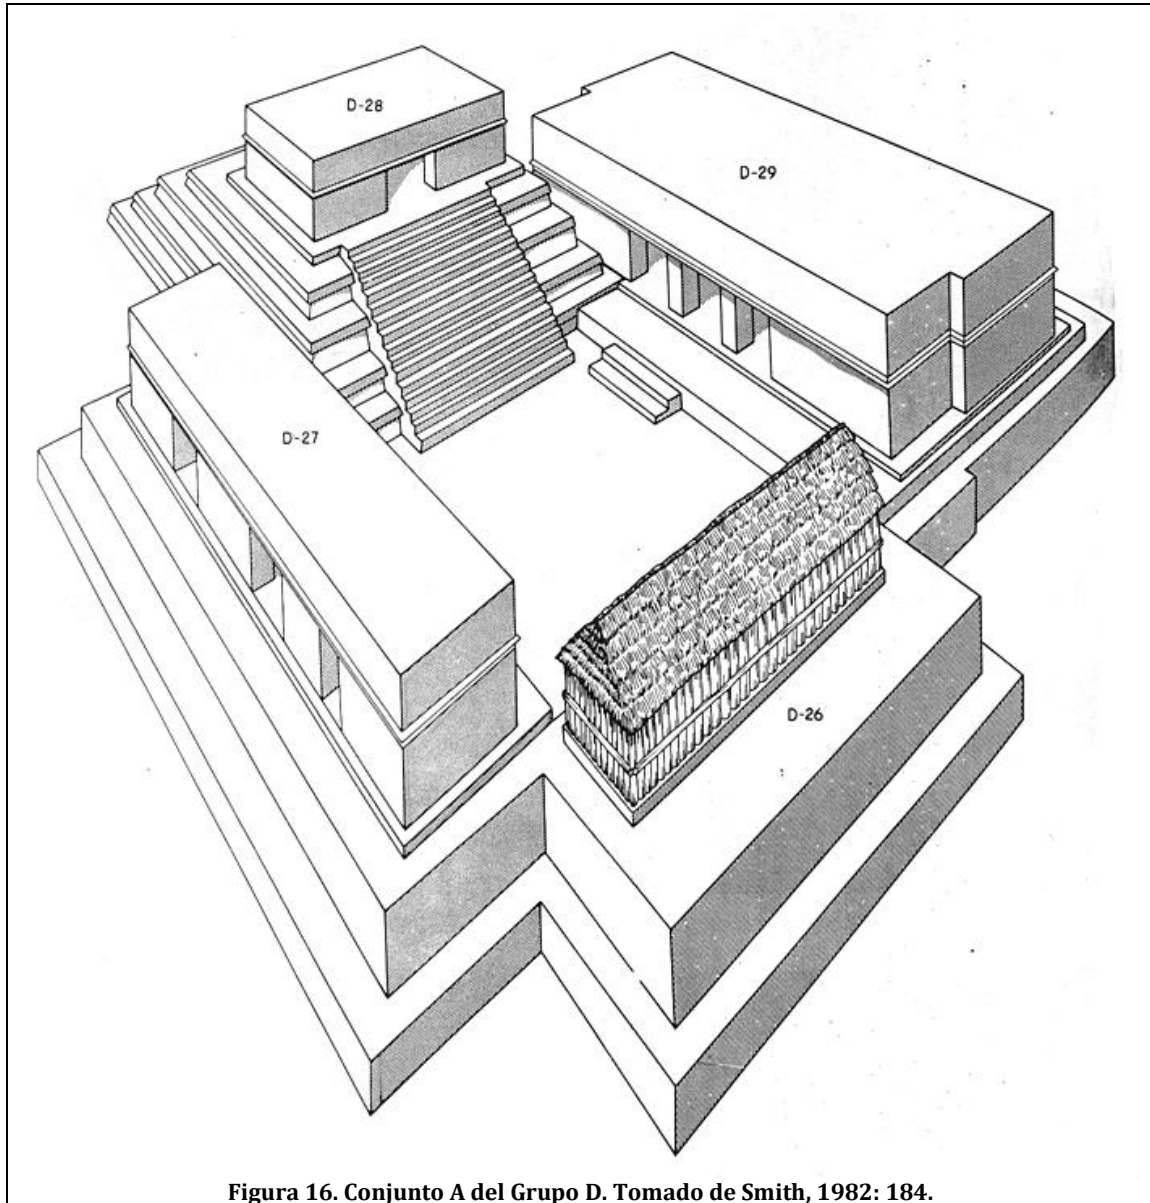 D-28
D-29
D-27
D-26
Figura 16. Conjunto A del Grupo D. Tomado de Smith, 1982: 184.